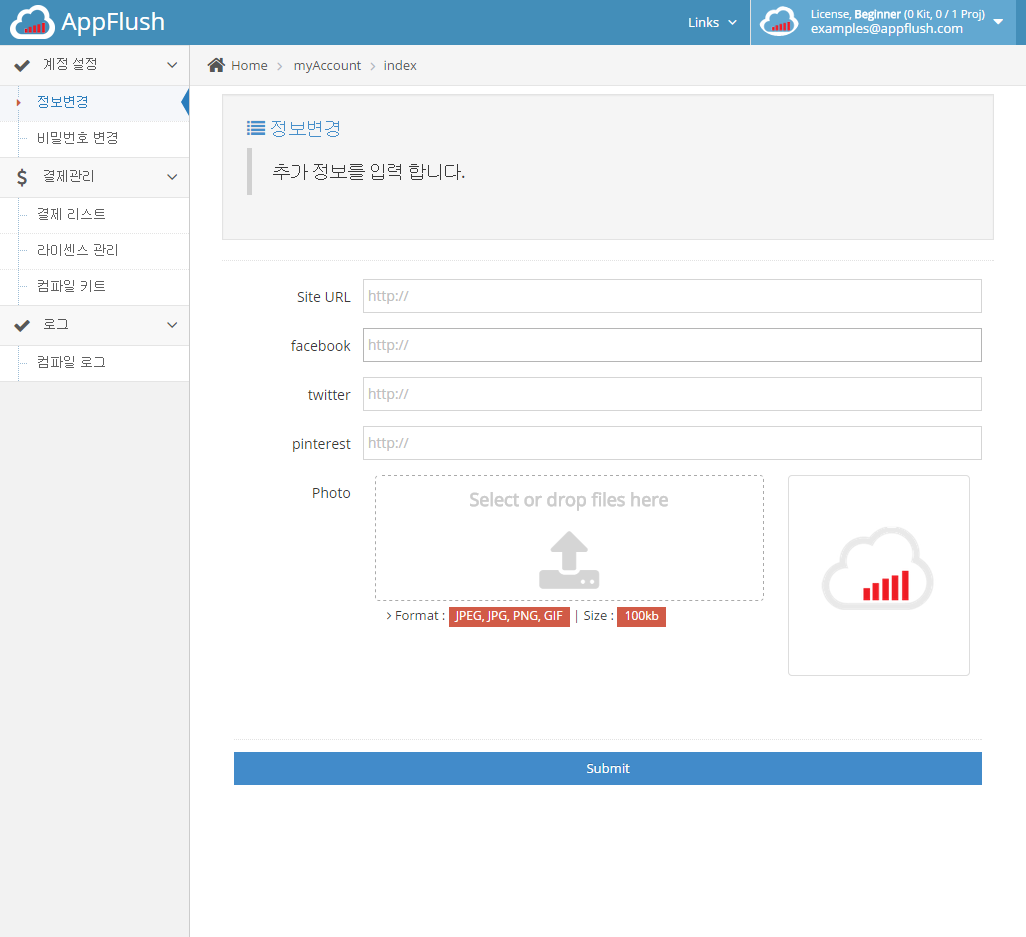 AppFlush
Links
License, Beginner (0 Kit, 0 / 1 Proj)
examples@appflush.com
계정 설정
정보변경
비밀번호 변경
결제관리
결제 리스트
라이센스 관리
컴파일 키트
로그
컴파일 로그
Home > myAccount > index
정보변경
추가 정보를 입력 합니다.
Site URL http://
facebook http://
twitter http://
pinterest http://
Photo
Select or drop files here
Format : JPEG, JPG, PNG, GIF | Size : 100kb
Submit